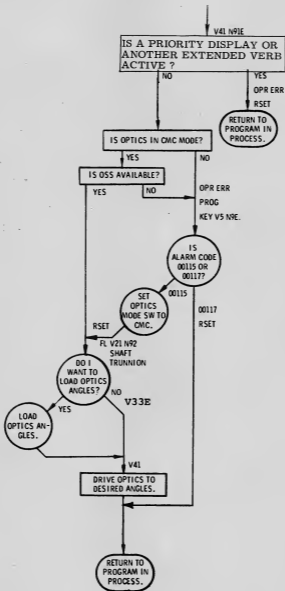 V41 N91E
IS A PRIORITY DISPLAY OR
ANOTHER EXTENDED VERB
ACTIVE ?
NO
YES
OPR ERR
RSET
RETURN TO
PROGRAM IN
PROCESS.
IS OPTICS IN CMC MODE?
YES
NO
IS OSS AVAILABLE?
YES
NO
OPR ERR
PROG
KEY V5 N9E.
IS
ALARM CODE
00115 OR
00117?
00115
SET
OPTICS
MODE SW TO
CMC.
00117
RSET
RSET
FL V21 N92
SHAFT
TRUNNION
DO I
WANT TO
LOAD OPTICS
ANGLES?
NO
V33E
YES
LOAD
OPTICS AN-
GLES.
V41
DRIVE OPTICS TO
DESIRED ANGLES.
RETURN TO
PROGRAM IN
PROCESS.